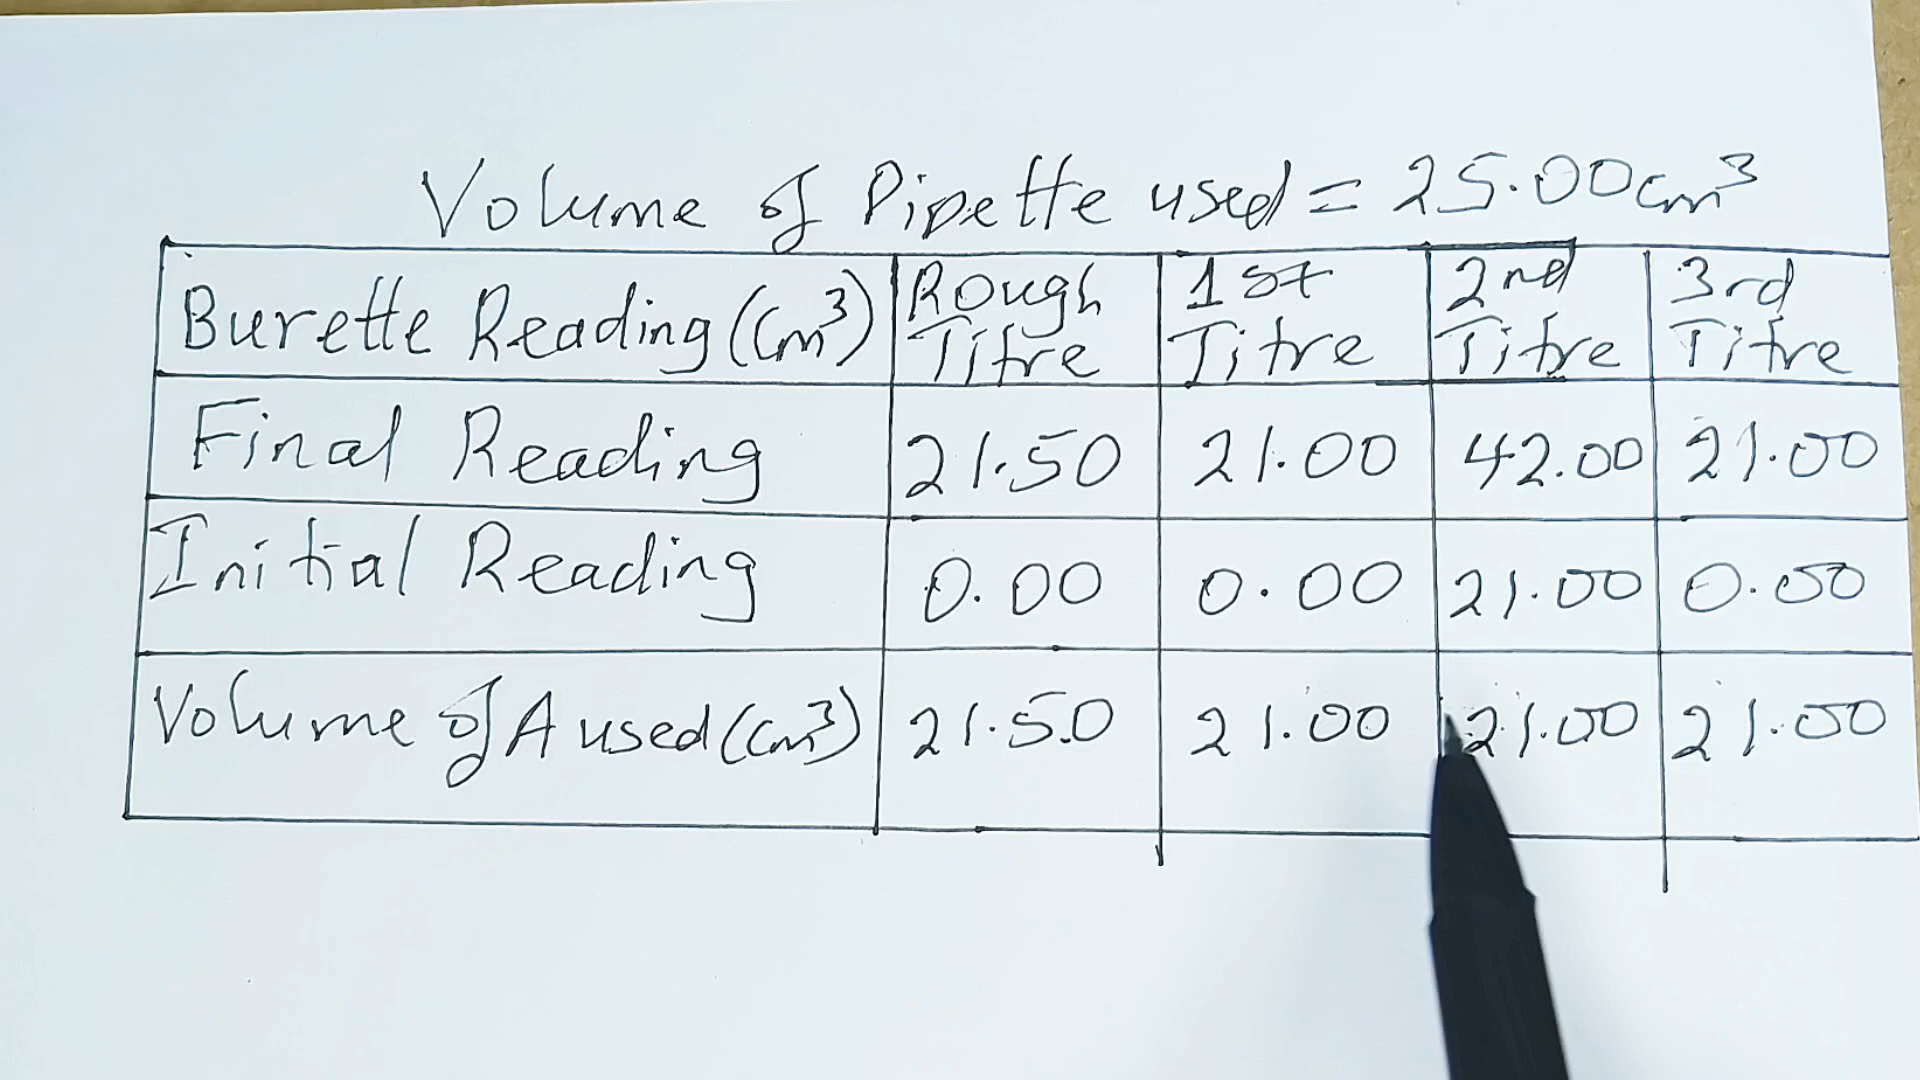 Volume of Pipette used = 25.00cm³
Burette Reading (cm³) Rough Titre 1st Titre 2nd Titre 3rd Titre
Final Reading 21.50 21.00 42.00 21.00
Initial Reading 0.00 0.00 21.00 0.00
Volume of A used (cm³) 21.50 21.00 21.00 21.00